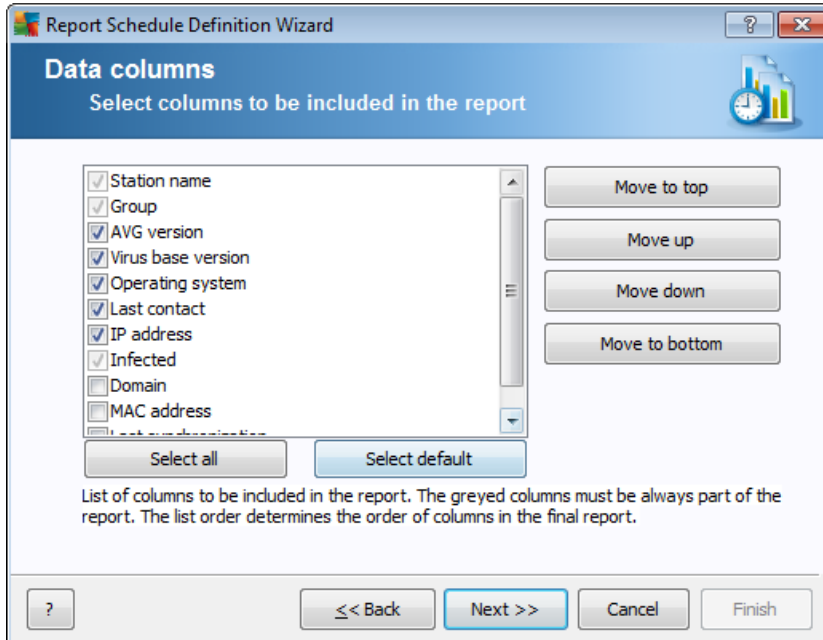 Report Schedule Definition Wizard
?
Data columns
Select columns to be included in the report
Station name
Group
AVG version
Virus base version
Operating system
Last contact
IP address
Infected
Domain
MAC address
Last synchronization
Move to top
Move up
Move down
Move to bottom
Select all
Select default
List of columns to be included in the report. The greyed columns must be always part of the
report. The list order determines the order of columns in the final report.
?
<< Back
Next >>
Cancel
Finish